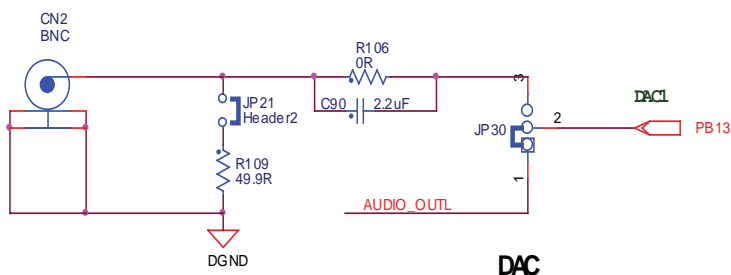 CN2
BNC
R106
0R
C90 2.2uF
JP21
Header2
R109
49.9R
DGND
3
JP30
2
1
DAC1
PB13
AUDIO_OUTL
DAC